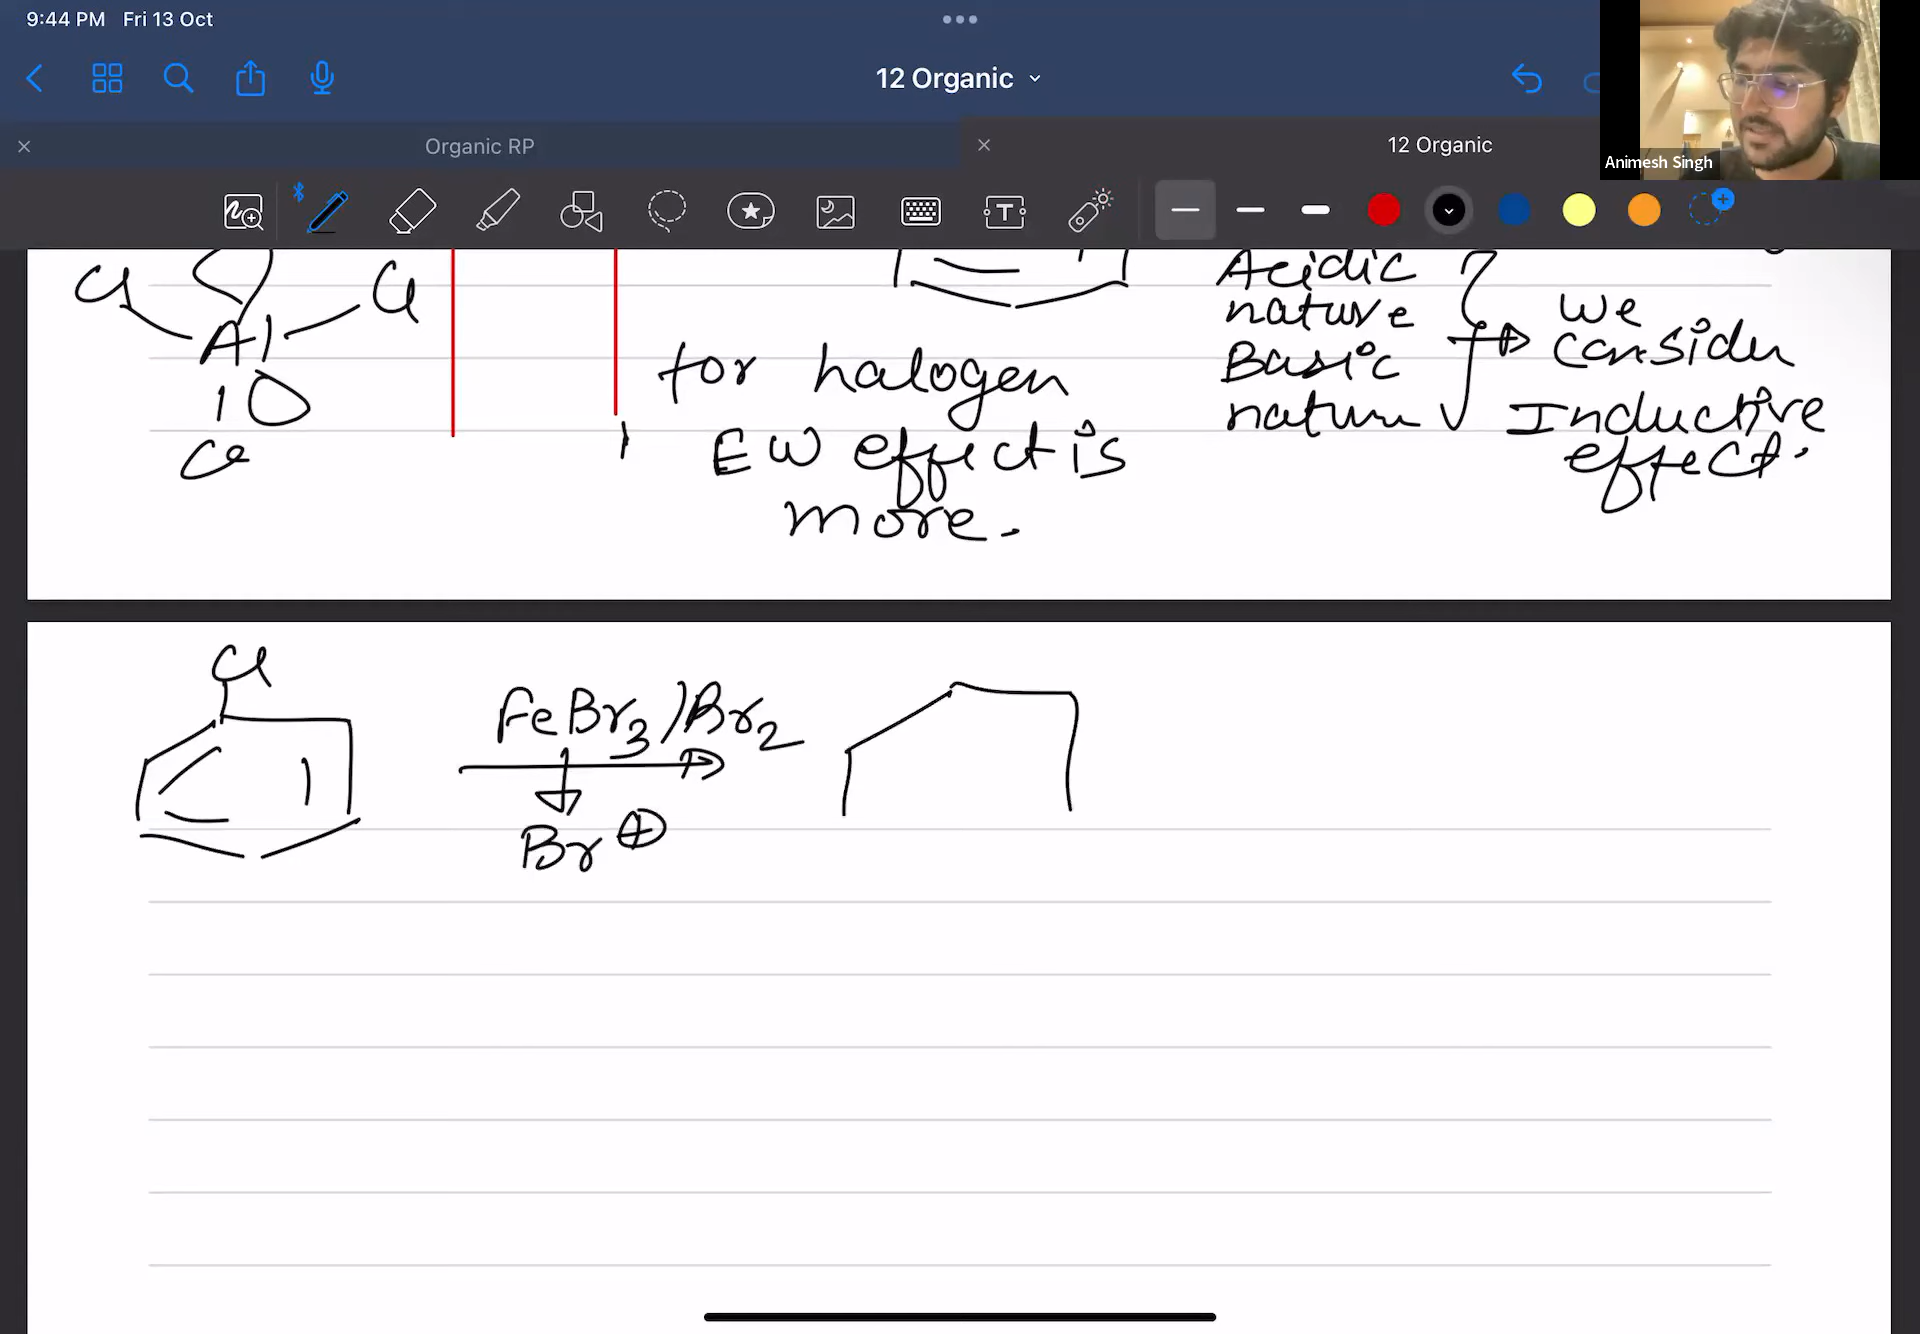 9:44 PM Fri 13 Oct
12 Organic
Organic RP
12 Organic
Animesh Singh
T
Cl
Cl
Al
Cl
for halogen
EW effect is
more.
Acidic
nature
Basic
nature
We
Consider
Inductive
effect.
Cl
FeBr3/Br2
Br⊕